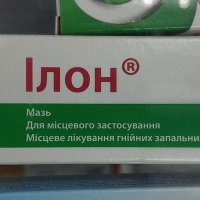 Ілон®
Мазь
Для місцевого застосування
Місцеве лікування гнійних запальни